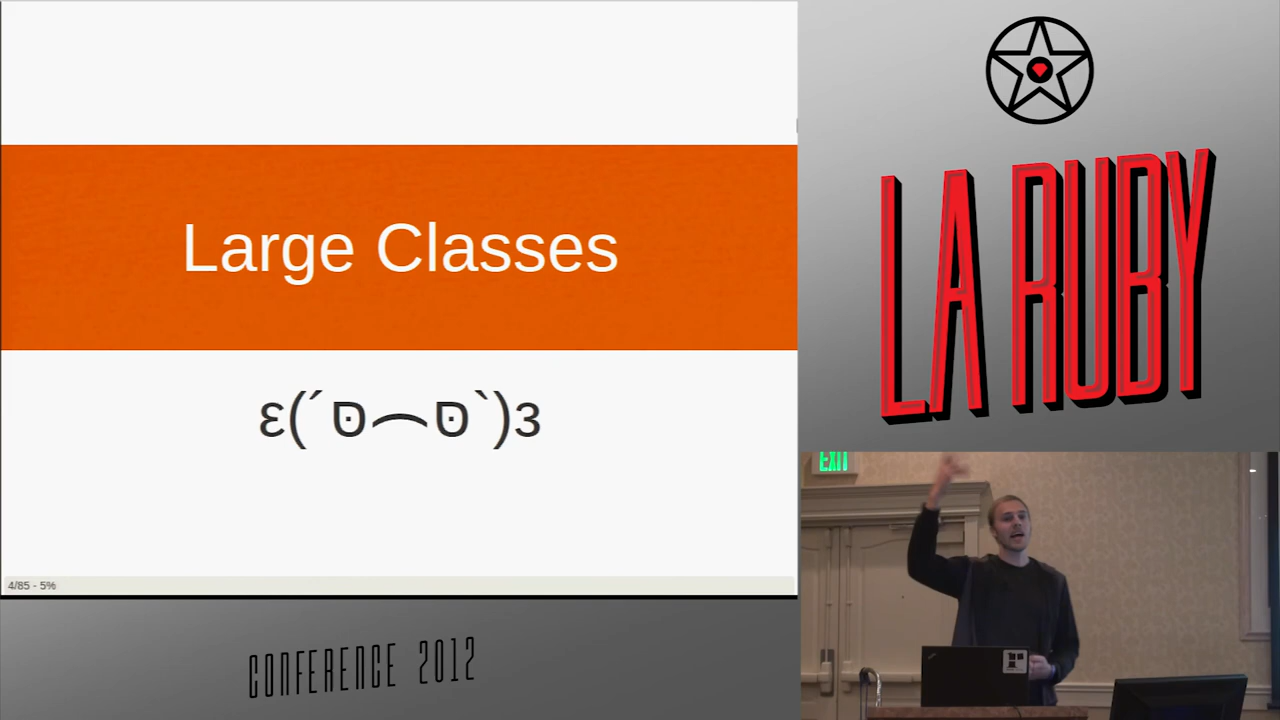 Large Classes
ε(´סּ︵סּ`)з
4/85 - 5%
CONFERENCE 2012
LA RUBY
EXIT